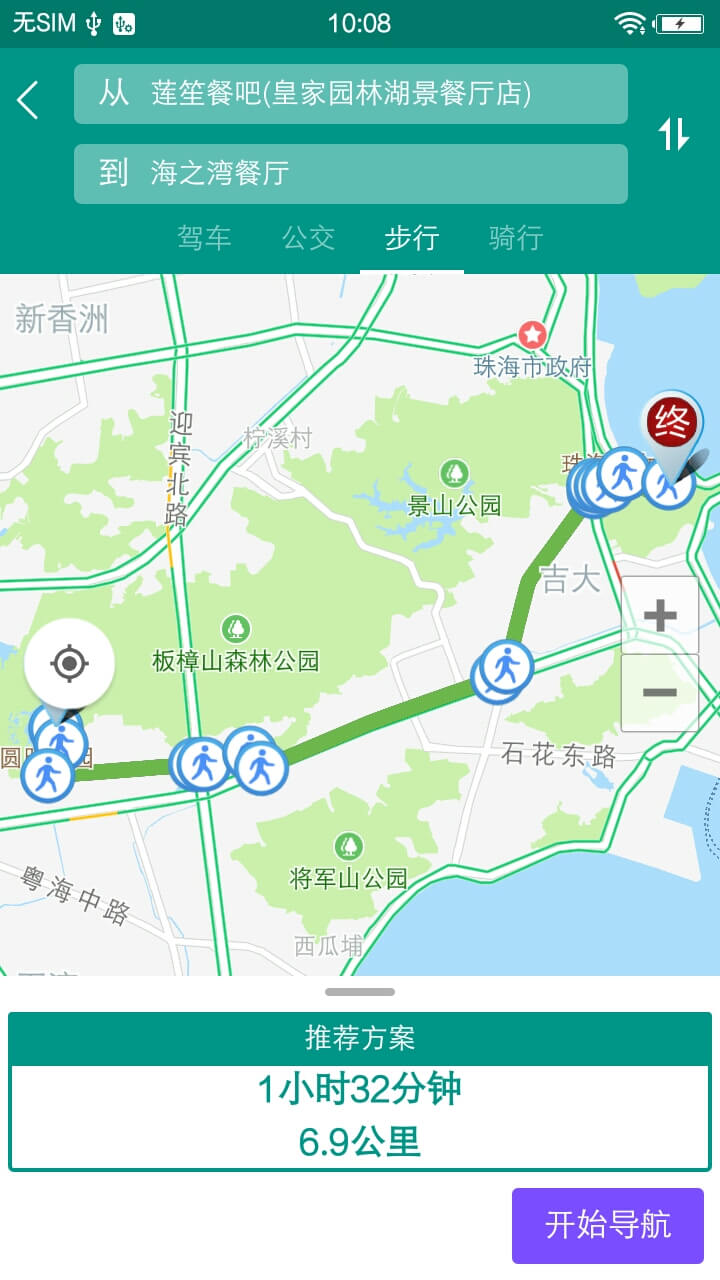 无SIM 10:08
从 莲笙餐吧(皇家园林湖景餐厅店)
到 海之湾餐厅
驾车 公交 步行 骑行
新香洲
珠海市政府
迎宾北路
柠溪村
终
景山公园
吉大
板樟山森林公园
石花东路
将军山公园
粤海中路
西瓜埔
推荐方案
1小时32分钟
6.9公里
开始导航